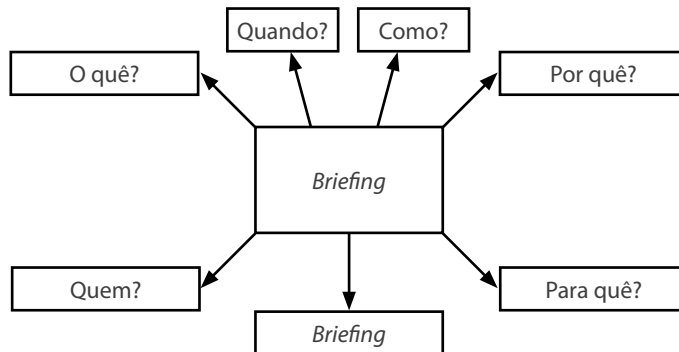 Quando?
Como?
O quê?
Por quê?
Briefing
Quem?
Para quê?
Briefing